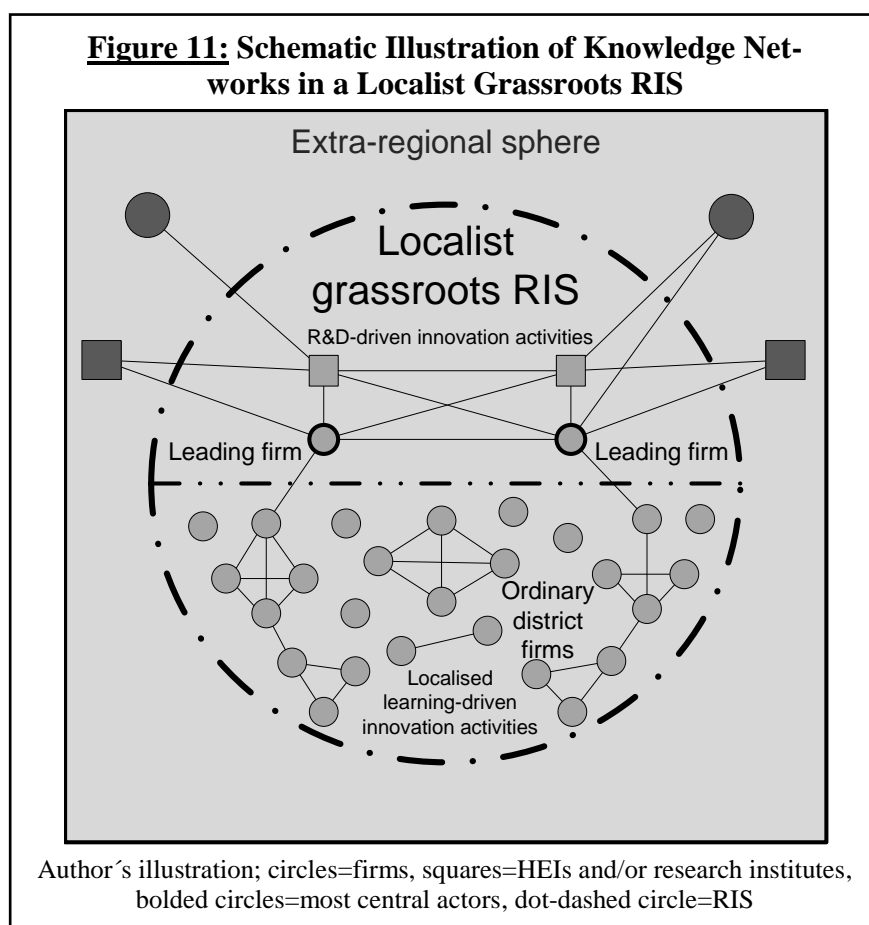 Figure 11: Schematic Illustration of Knowledge Net-
works in a Localist Grassroots RIS
Extra-regional sphere
Localist
grassroots RIS
R&D-driven innovation activities
Leading firm
Leading firm
Ordinary
district
firms
Localised
learning-driven
innovation activities
Author´s illustration; circles=firms, squares=HEIs and/or research institutes,
bolded circles=most central actors, dot-dashed circle=RIS